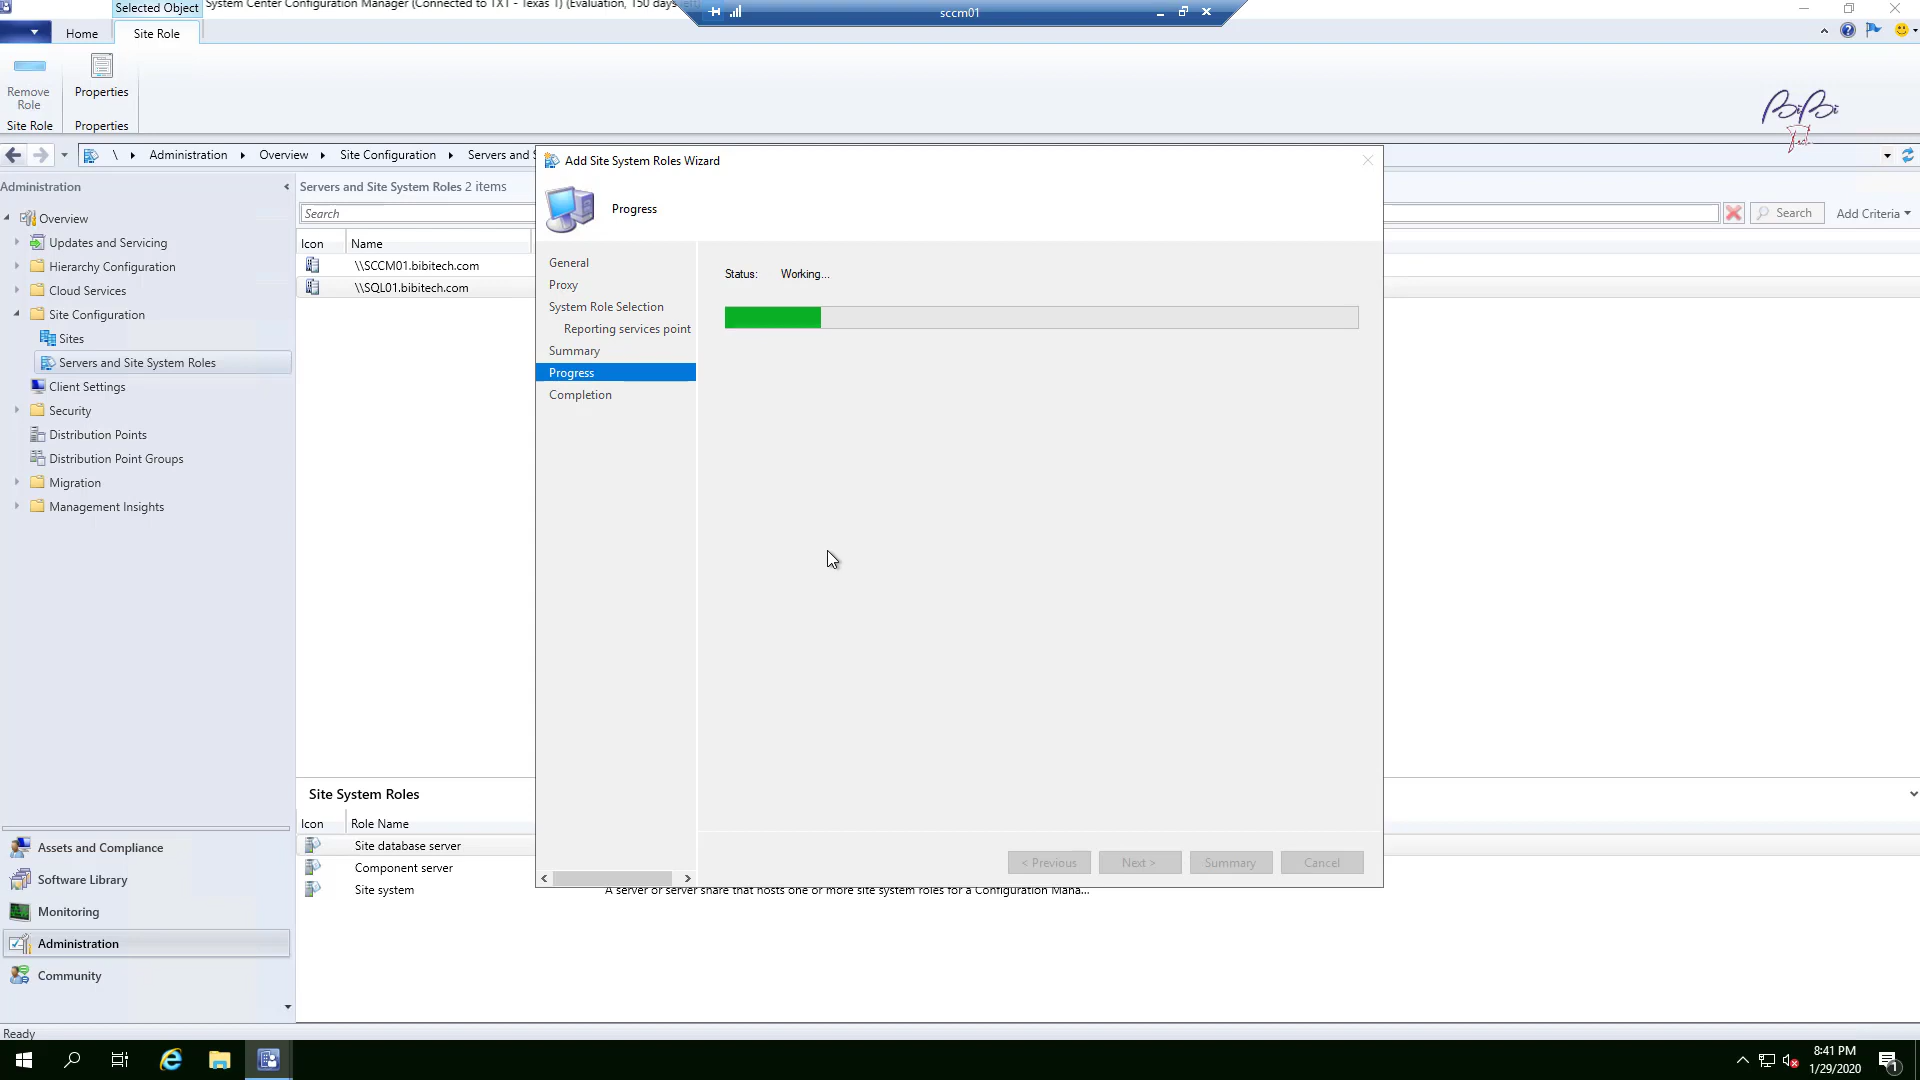 Selected Object
System Center Configuration Manager (Connected to TXT - Texas 1) (Evaluation, 150 days
sccm01
Home
Site Role
Remove Role
Properties
Site Role
Properties
BiBi
\ Administration Overview Site Configuration Servers and S
Administration
Servers and Site System Roles 2 items
Search
Search
Add Criteria
Overview
Updates and Servicing
Hierarchy Configuration
Cloud Services
Site Configuration
Sites
Servers and Site System Roles
Client Settings
Security
Distribution Points
Distribution Point Groups
Migration
Management Insights
Icon Name
\\SCCM01.bibitech.com
\\SQL01.bibitech.com
Add Site System Roles Wizard
Progress
General
Proxy
System Role Selection
Reporting services point
Summary
Progress
Completion
Status: Working...
< Previous
Next >
Summary
Cancel
Site System Roles
Icon Role Name
Site database server
Component server
Site system
A server or server share that hosts one or more site system roles for a Configuration Mana...
Assets and Compliance
Software Library
Monitoring
Administration
Community
Ready
8:41 PM
1/29/2020
1